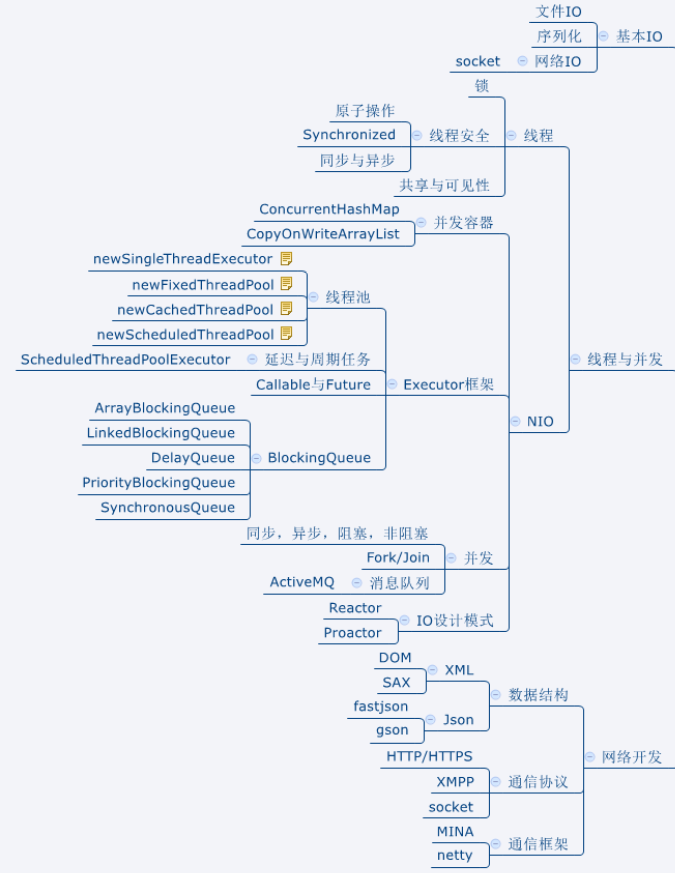 文件IO
序列化
基本IO
socket
网络IO
锁
原子操作
Synchronized
线程安全
线程
同步与异步
共享与可见性
ConcurrentHashMap
并发容器
CopyOnWriteArrayList
newSingleThreadExecutor
newFixedThreadPool
线程池
newCachedThreadPool
newScheduledThreadPool
ScheduledThreadPoolExecutor
延迟与周期任务
线程与并发
Callable与Future
Executor框架
ArrayBlockingQueue
NIO
LinkedBlockingQueue
DelayQueue
BlockingQueue
PriorityBlockingQueue
SynchronousQueue
同步，异步，阻塞，非阻塞
Fork/Join
并发
ActiveMQ
消息队列
Reactor
IO设计模式
Proactor
DOM
XML
SAX
数据结构
fastjson
Json
gson
HTTP/HTTPS
网络开发
XMPP
通信协议
socket
MINA
通信框架
netty